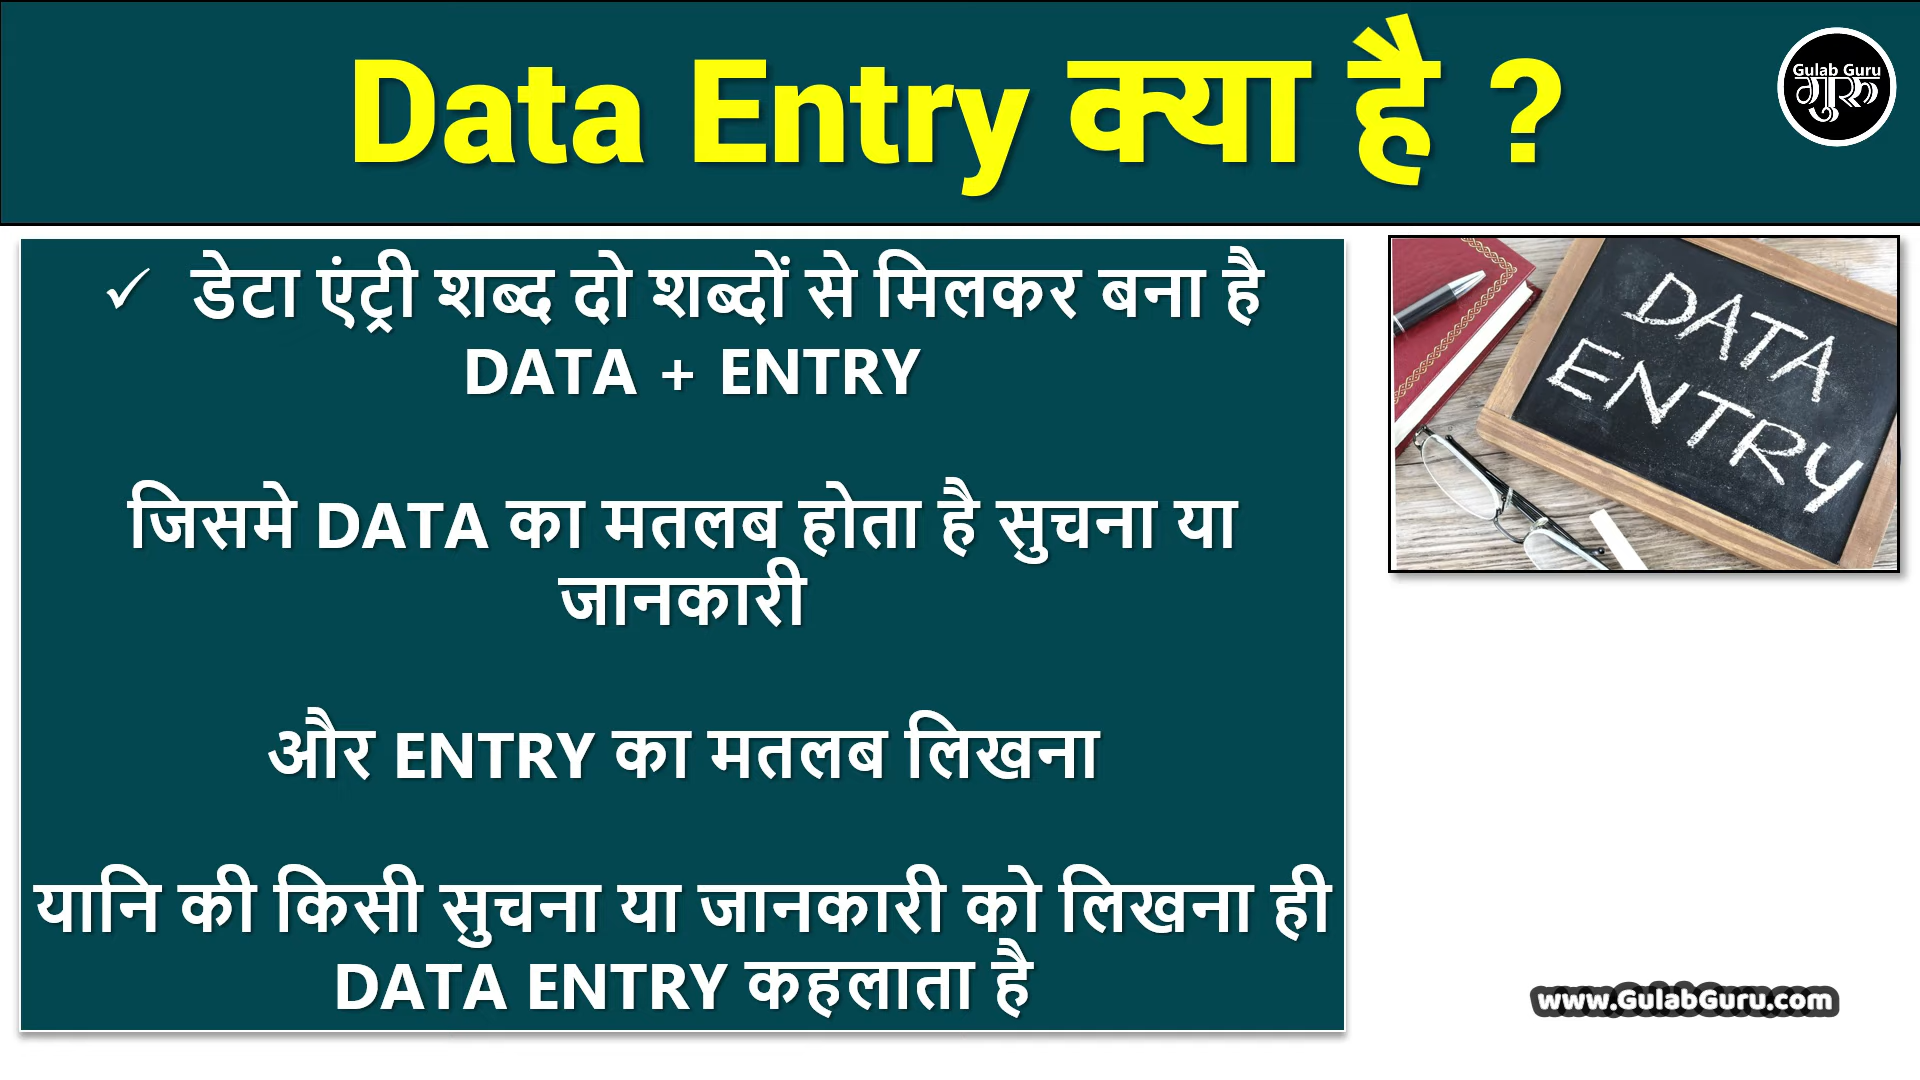 Data Entry क्या है ?
Gulab Guru
गुरू
✓ डेटा एंट्री शब्द दो शब्दों से मिलकर बना है
DATA + ENTRY
जिसमे DATA का मतलब होता है सुचना या
जानकारी
और ENTRY का मतलब लिखना
यानि की किसी सुचना या जानकारी को लिखना ही
DATA ENTRY कहलाता है
DATA
ENTRY
www.GulabGuru.com